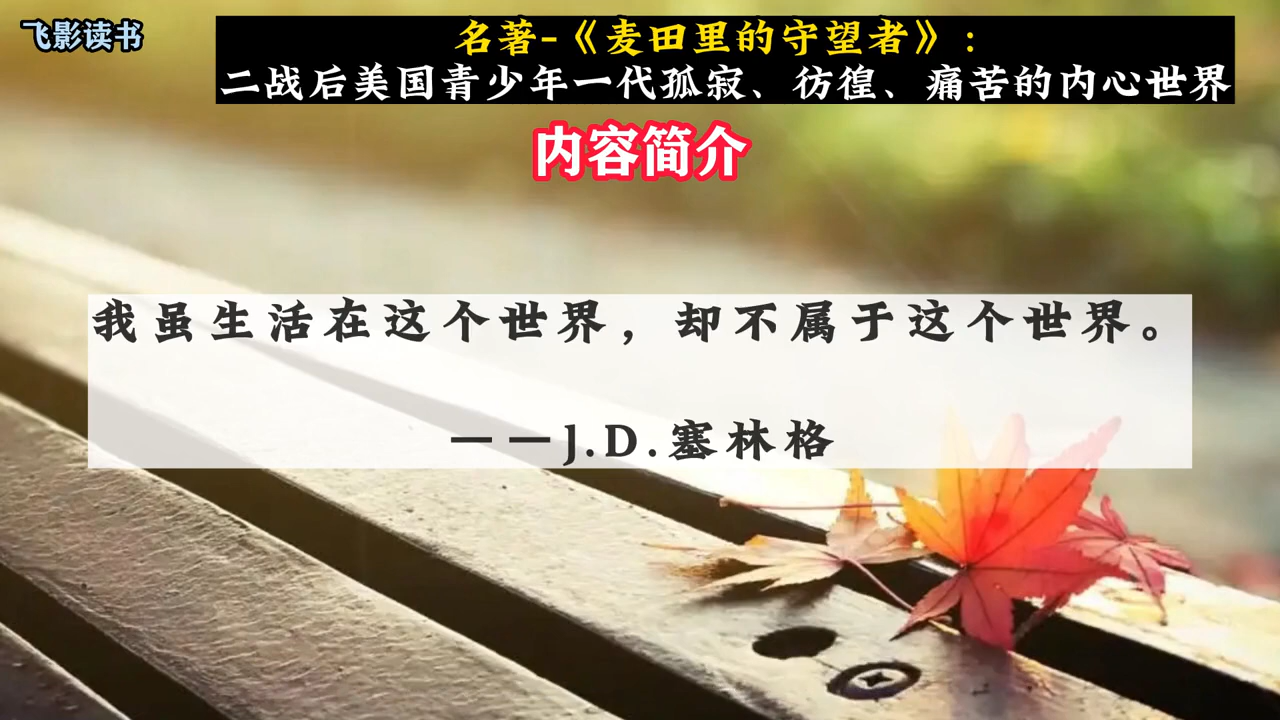 飞影读书
名著-《麦田里的守望者》：
二战后美国青少年一代孤寂、彷徨、痛苦的内心世界
内容简介
我虽生活在这个世界，却不属于这个世界。
——J.D.塞林格